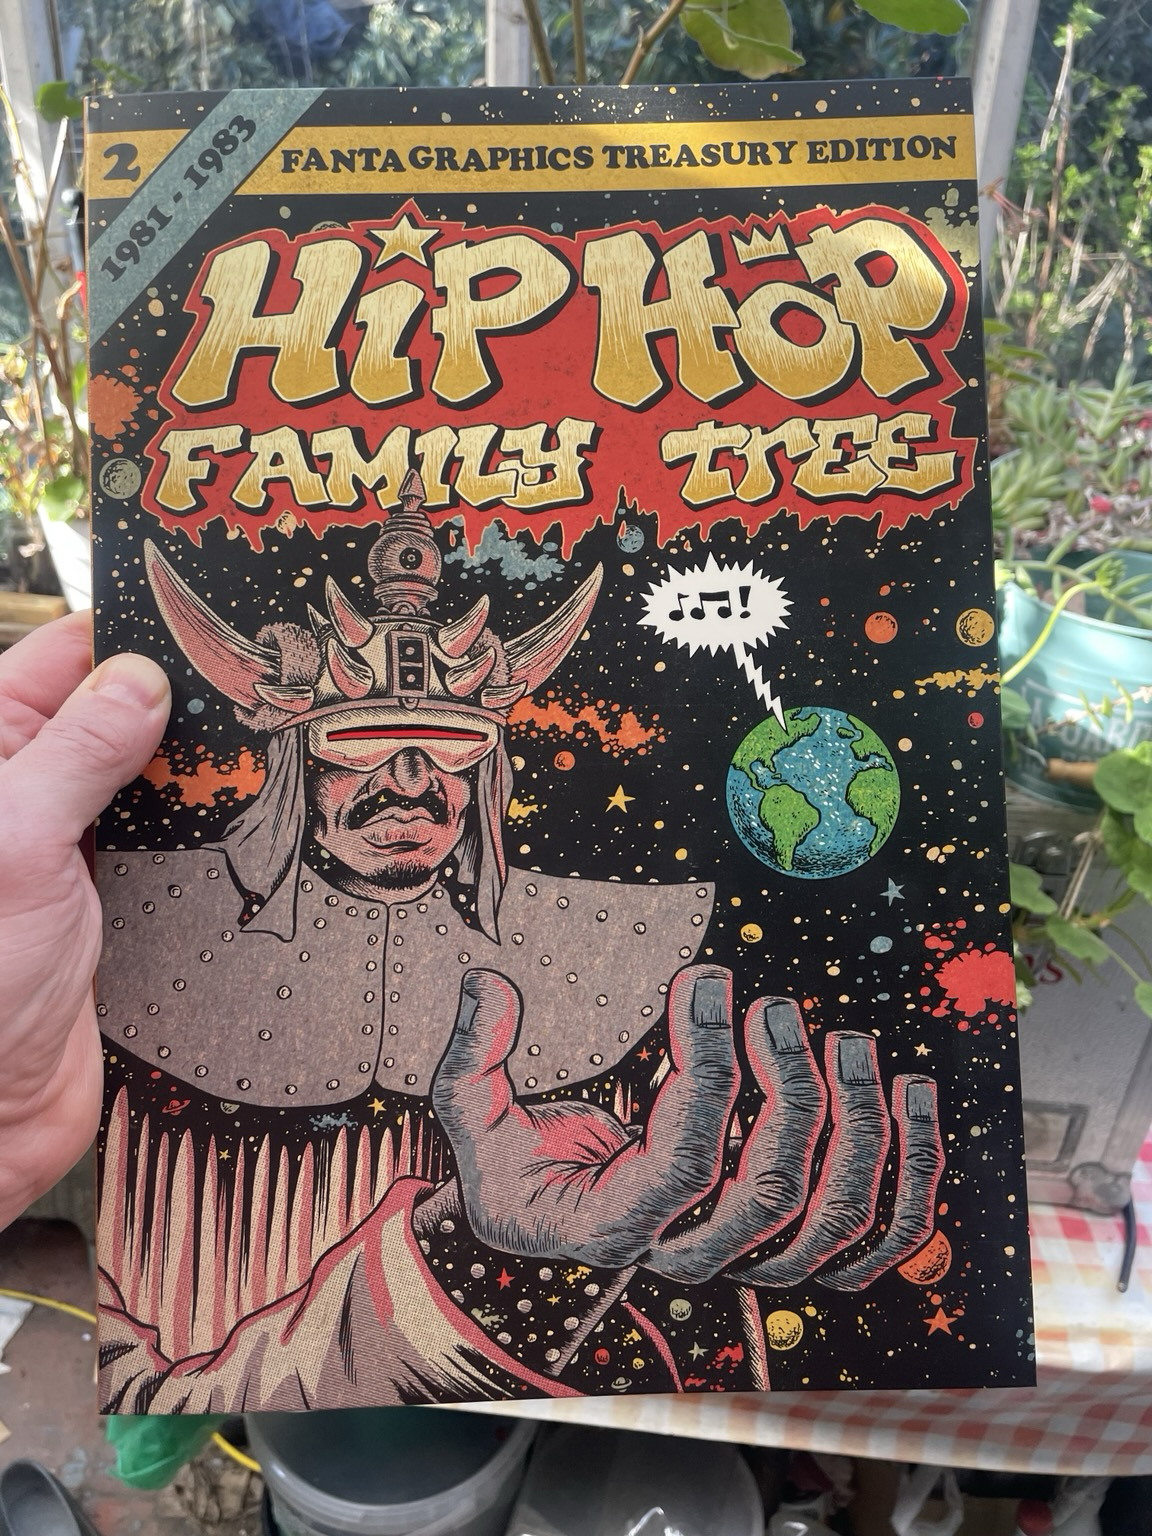 2
1981 - 1983
FANTAGRAPHICS TREASURY EDITION
HiP HOP
FAMILY TREE
♪♫!